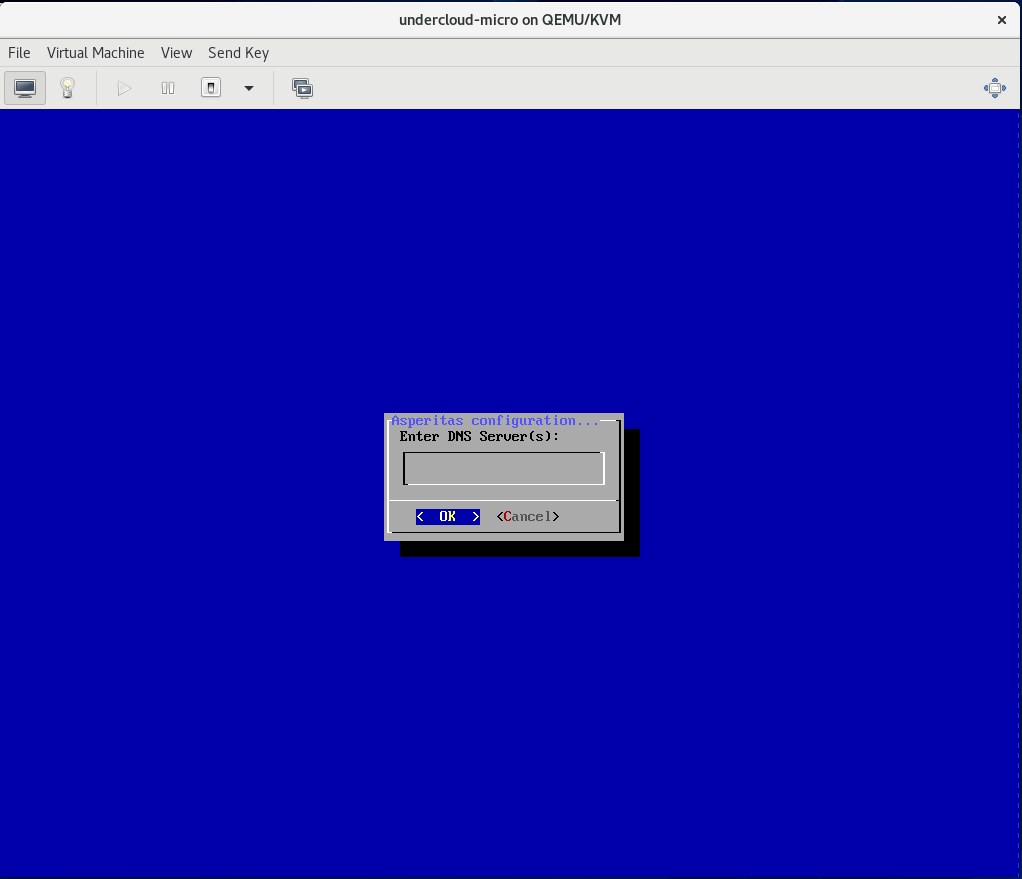 undercloud-micro on QEMU/KVM
File Virtual Machine View Send Key
Asperitas configuration...
Enter DNS Server(s):
< OK > <Cancel>